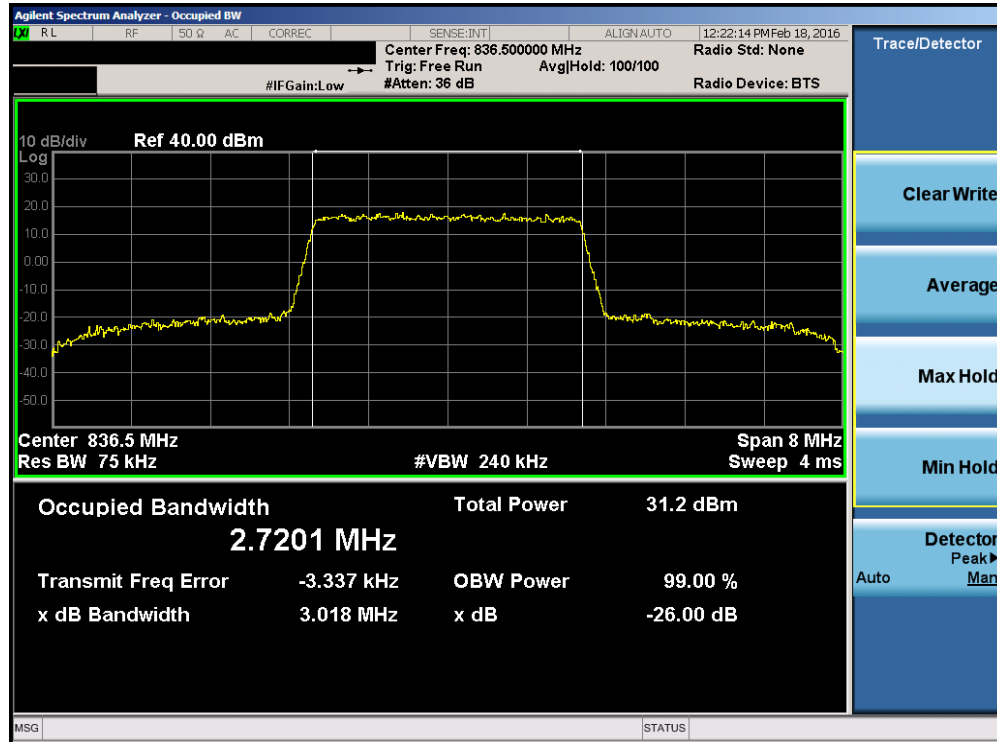 Agilent Spectrum Analyzer - Occupied BW
LXI RL RF 50 Ω AC CORREC SENSE:INT ALIGN AUTO 12:22:14 PM Feb 18, 2016
Center Freq: 836.500000 MHz Radio Std: None
Trig: Free Run Avg|Hold: 100/100
#IFGain:Low #Atten: 36 dB Radio Device: BTS
10 dB/div Ref 40.00 dBm
Log
30.0
20.0
10.0
0.00
-10.0
-20.0
-30.0
-40.0
-50.0
Center 836.5 MHz Span 8 MHz
Res BW 75 kHz #VBW 240 kHz Sweep 4 ms
Occupied Bandwidth Total Power 31.2 dBm
2.7201 MHz
Transmit Freq Error -3.337 kHz OBW Power 99.00 %
x dB Bandwidth 3.018 MHz x dB -26.00 dB
MSG STATUS
Trace/Detector
Clear Write
Average
Max Hold
Min Hold
Detector
Peak▶
Auto Man